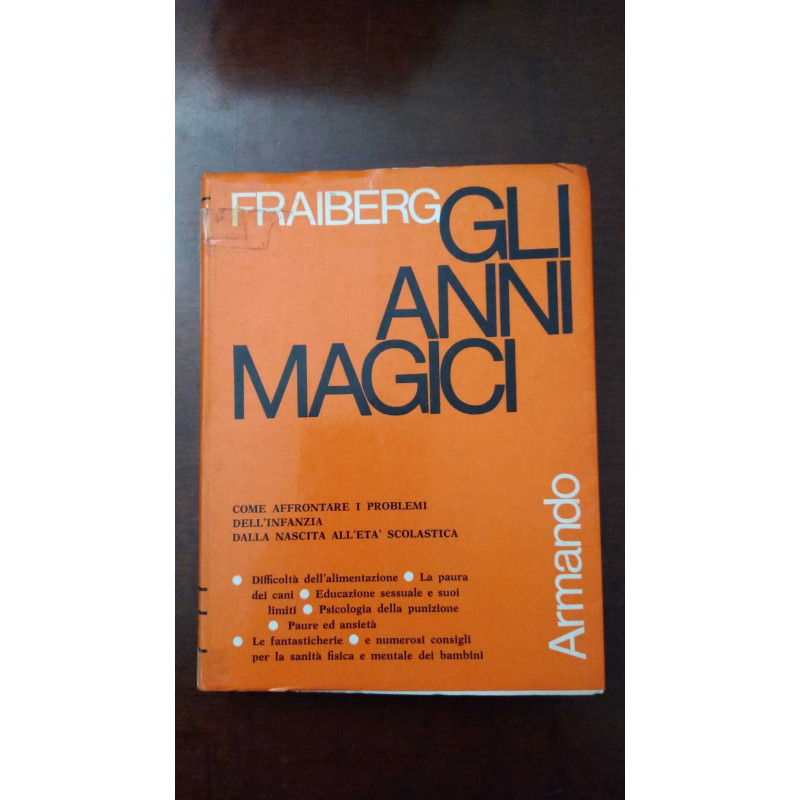 FRAIBERG GLI
ANNI
MAGICI
COME AFFRONTARE I PROBLEMI
DELL'INFANZIA
DALLA NASCITA ALL'ETA' SCOLASTICA
● Difficoltà dell'alimentazione ● La paura
dei cani ● Educazione sessuale e suoi
limiti ● Psicologia della punizione
● Paure ed ansietà
● Le fantasticherie ● e numerosi consigli
per la sanità fisica e mentale dei bambini
Armando